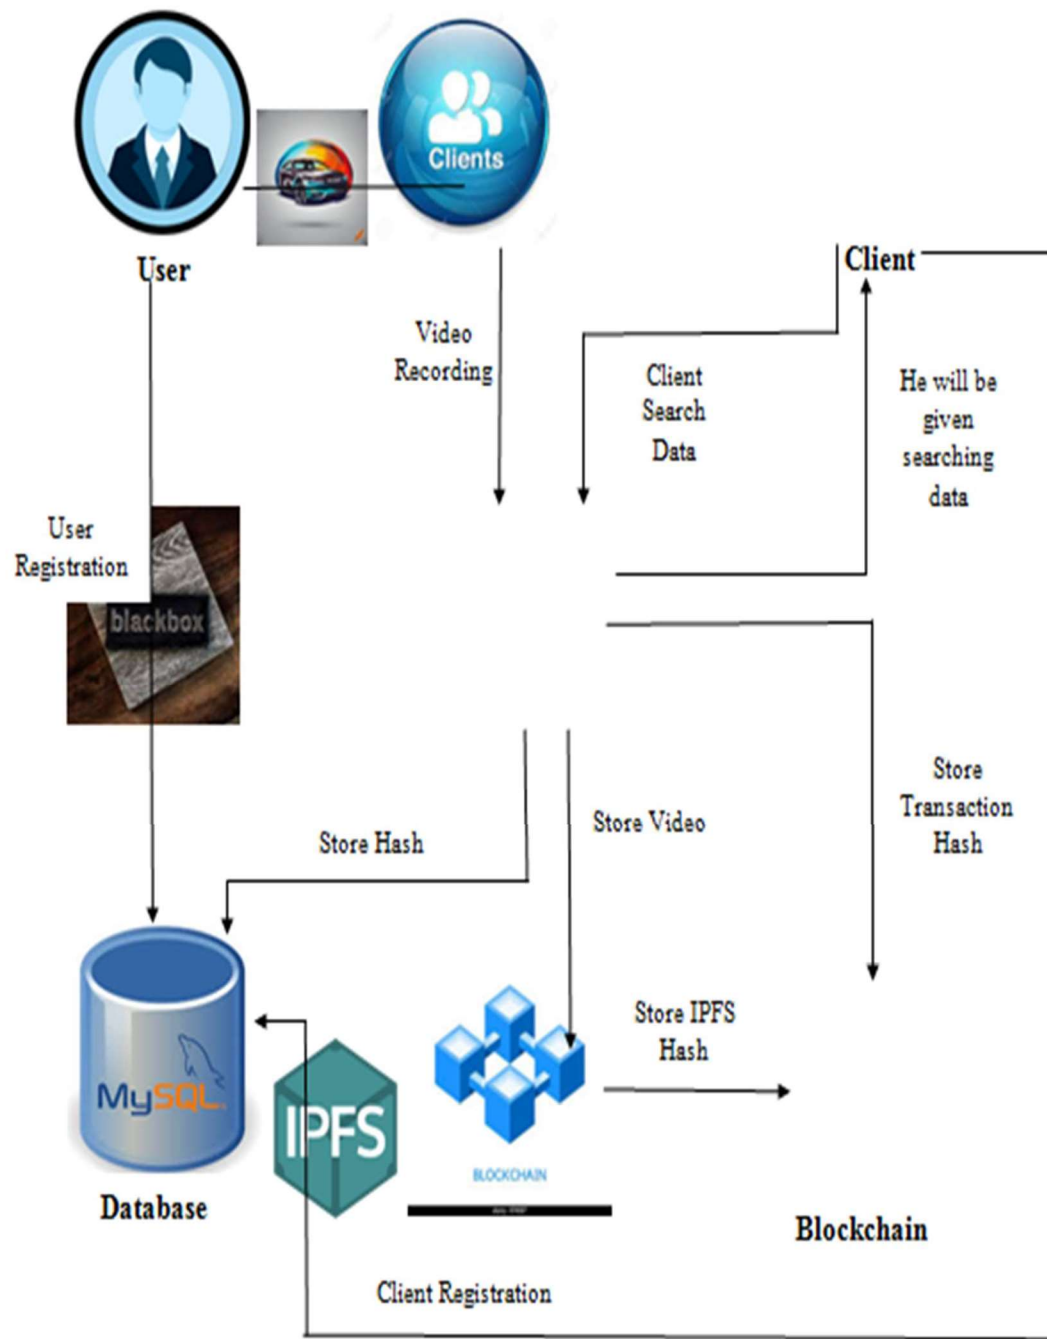 Clients
User
Client
Video
Recording
Client
Search
Data
He will be
given
searching
data
User
Registration
blackbox
Store
Transaction
Hash
Store Video
Store Hash
Store IPFS
Hash
MySQL
IPFS
BLOCKCHAIN
Database
Blockchain
Client Registration